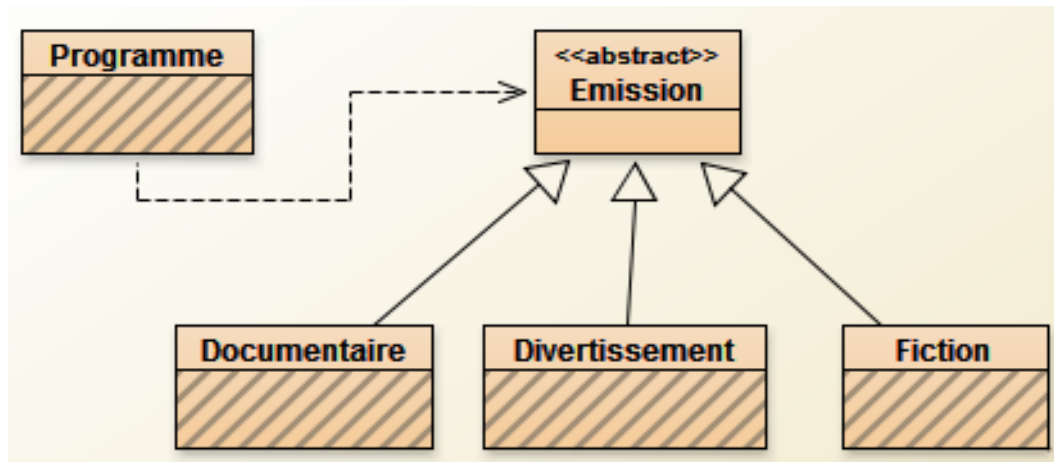 Programme
<<abstract>>
Emission
Documentaire
Divertissement
Fiction